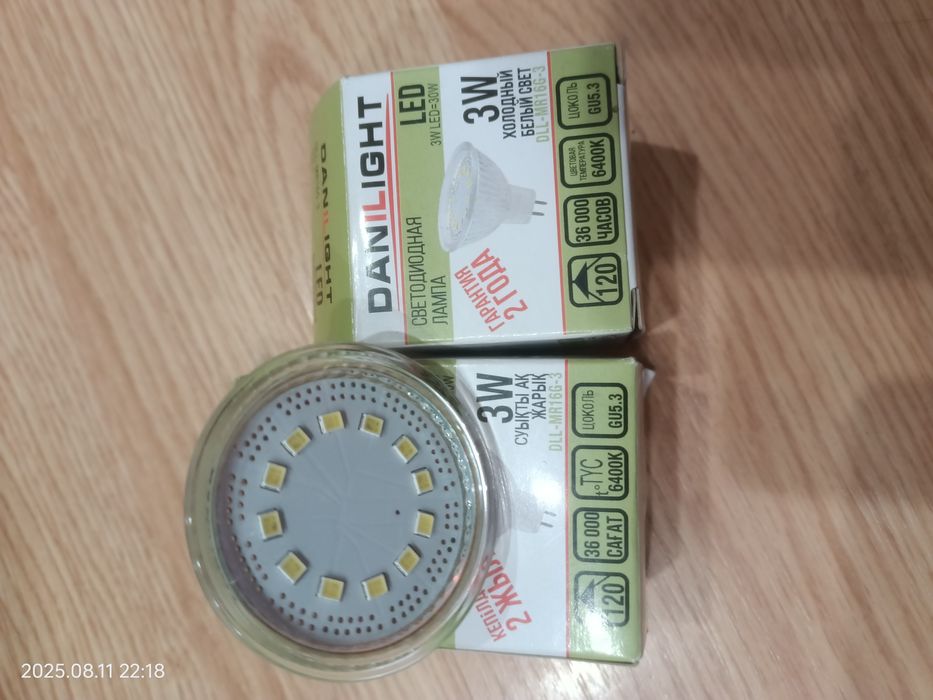 DANILIGHT
LED
DANILIGHT
СВЕТОДИОДНАЯ
ЛАМПА
LED
3W LED=30W
ГАРАНТИЯ
2 ГОДА
3W
ХОЛОДНЫЙ
БЕЛЫЙ СВЕТ
DLL-MR16G-3
120
36 000
ЧАСОВ
ЦВЕТОВАЯ
ТЕМПЕРАТУРА
6400K
ЦОКОЛЬ
GU5.3
2 ЖЫЛ
3W
СУЫҚТЫ АҚ
ЖАРЫҚ
DLL-MR16G-3
120
36 000
САҒАТ
t°ТҮС
6400K
ЦОКОЛЬ
GU5.3
2025.08.11 22:18